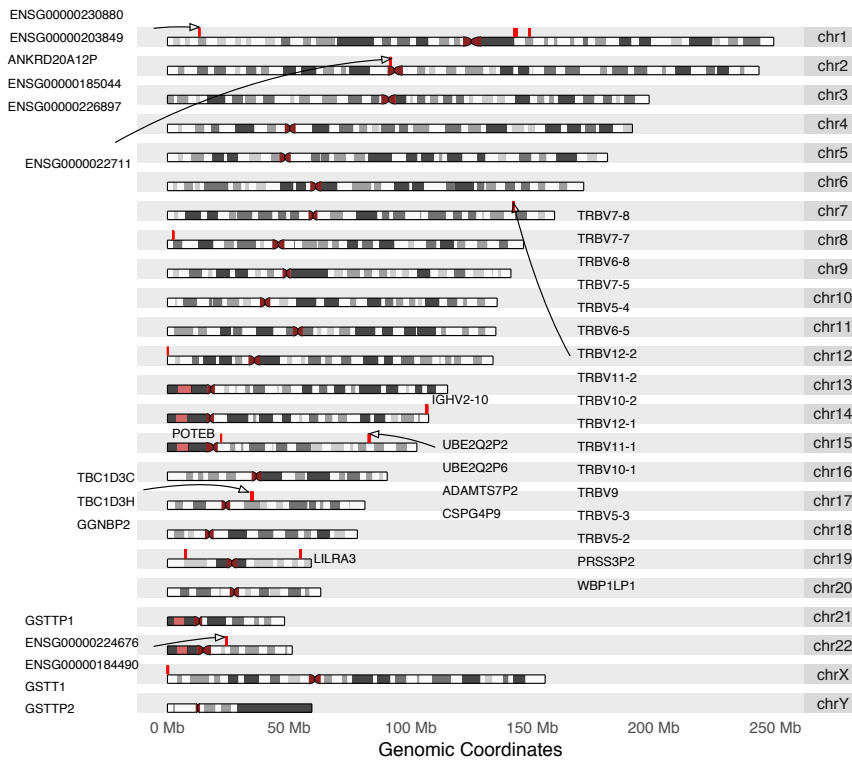 ENSG00000230880
ENSG00000203849
ANKRD20A12P
ENSG00000185044
ENSG00000226897
ENSG0000022711
chr1
chr2
chr3
chr4
chr5
chr6
chr7
chr8
chr9
chr10
chr11
chr12
chr13
chr14
chr15
chr16
chr17
chr18
chr19
chr20
chr21
chr22
chrX
chrY
TRBV7-8
TRBV7-7
TRBV6-8
TRBV7-5
TRBV5-4
TRBV6-5
TRBV12-2
TRBV11-2
TRBV10-2
TRBV12-1
TRBV11-1
TRBV10-1
TRBV9
TRBV5-3
TRBV5-2
PRSS3P2
WBP1LP1
IGHV2-10
POTEB
UBE2Q2P2
UBE2Q2P6
ADAMTS7P2
CSPG4P9
TBC1D3C
TBC1D3H
GGNBP2
LILRA3
GSTTP1
ENSG00000224676
ENSG00000184490
GSTT1
GSTTP2
0 Mb 50 Mb 100 Mb 150 Mb 200 Mb 250 Mb
Genomic Coordinates